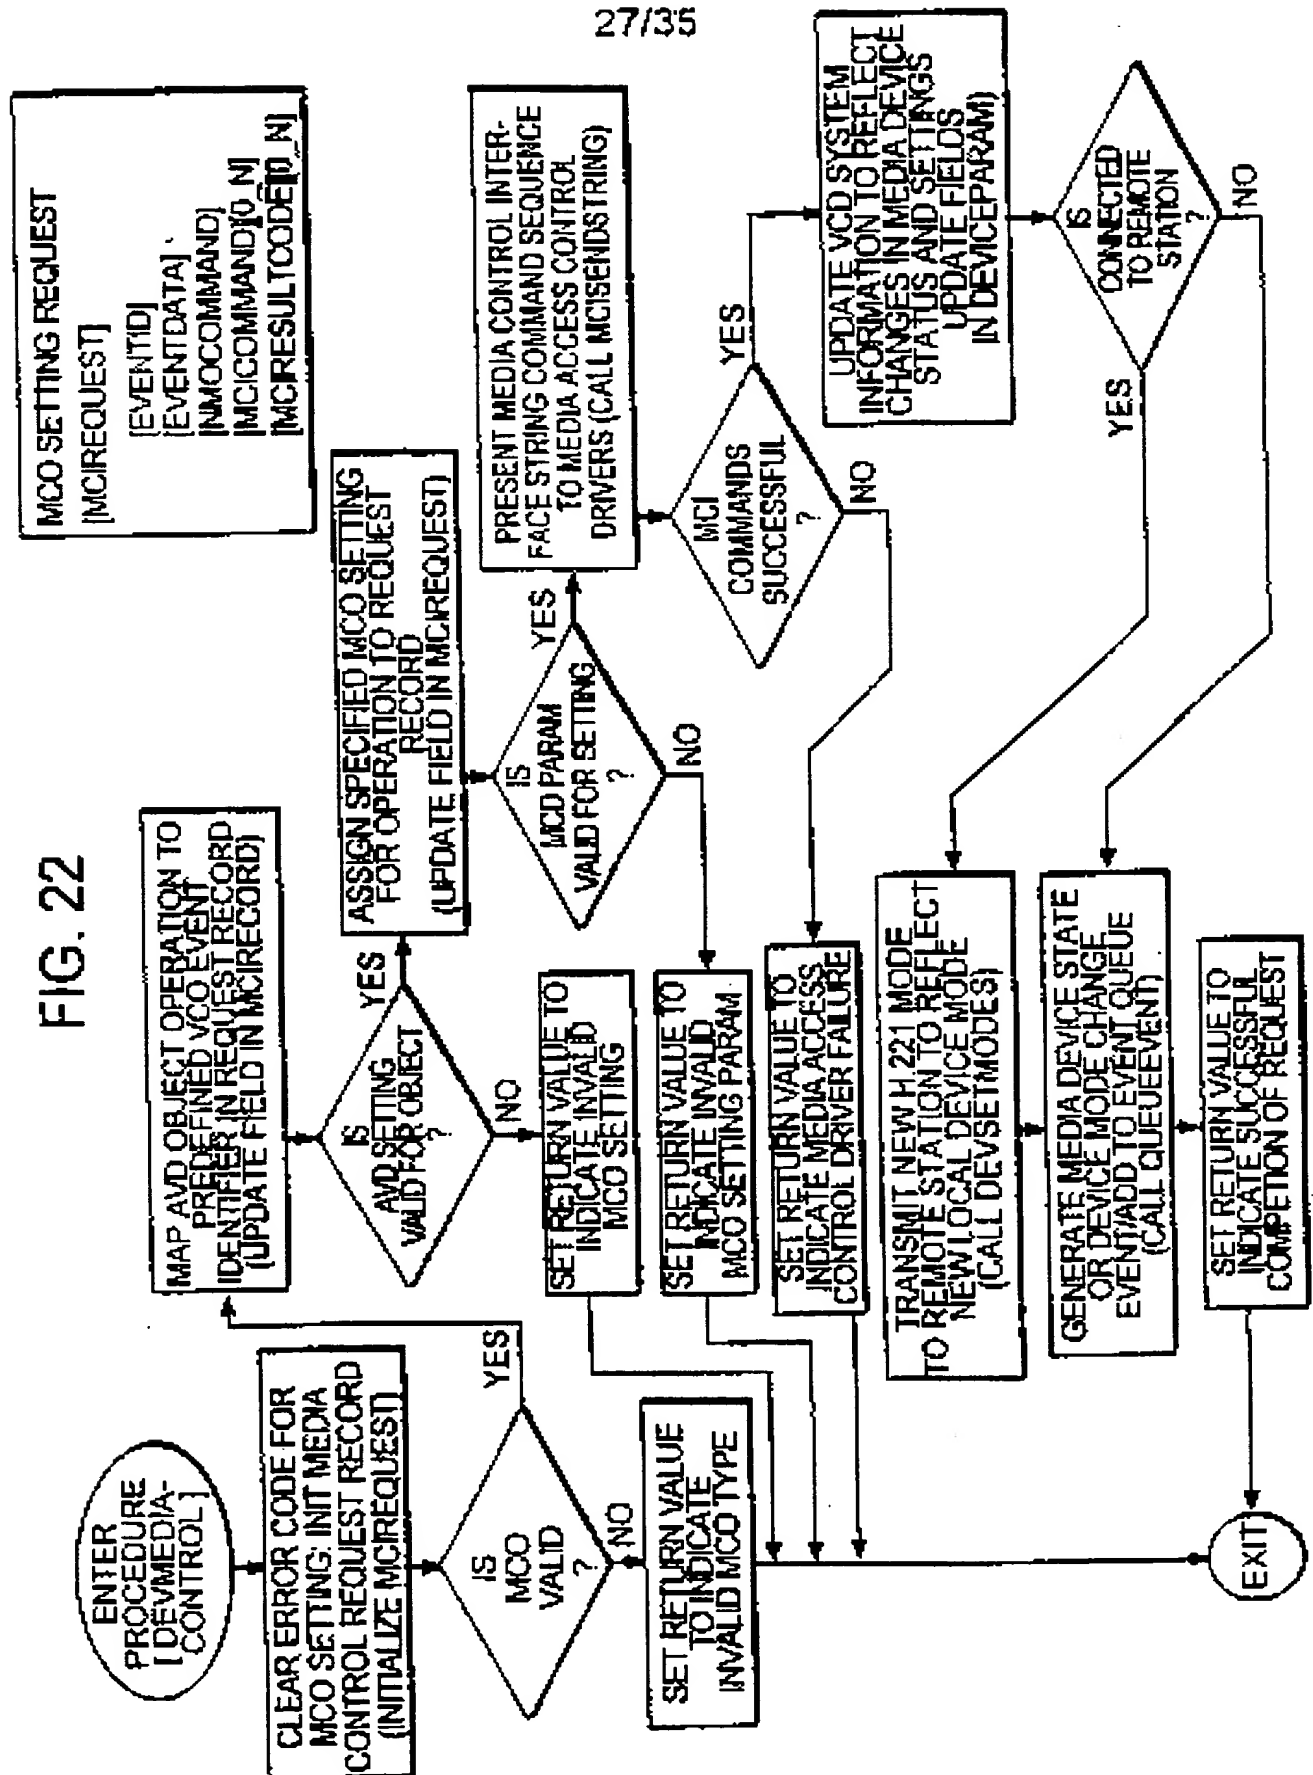 27/35
FIG. 22
MCO SETTING REQUEST
[MCIREQUEST]
[EVENTID]
[EVENTDATA]
[NMOCOMMAND]
[MCICOMMAND[0_N]
[MCIRESULTCODE[0_N]
ENTER
PROCEDURE
[DEVMEDIA-
CONTROL]
CLEAR ERROR CODE FOR
MCO SETTING: INIT MEDIA
CONTROL REQUEST RECORD
(INITIALIZE MCIREQUEST)
IS
MCO
VALID
?
YES
NO
SET RETURN VALUE
TO INDICATE
INVALID MCO TYPE
MAP AVD OBJECT OPERATION TO
PREDEFINED VCO EVENT
IDENTIFIER IN REQUEST RECORD
(UPDATE FIELD IN MCIRECORD)
IS
AVD SETTING
VALID FOR OBJECT
?
YES
NO
SET RETURN VALUE TO
INDICATE INVALID
MCO SETTING
ASSIGN SPECIFIED MCO SETTING
FOR OPERATION TO REQUEST
RECORD
(UPDATE FIELD IN MCIREQUEST)
IS
MCD PARAM
VALID FOR SETTING
?
YES
NO
SET RETURN VALUE TO
INDICATE INVALID
MCO SETTING PARAM
PRESENT MEDIA CONTROL INTER-
FACE STRING COMMAND SEQUENCE
TO MEDIA ACCESS CONTROL
DRIVERS (CALL MCISENDSTRING)
MCI
COMMANDS
SUCCESSFUL
?
YES
NO
SET RETURN VALUE TO
INDICATE MEDIA ACCESS
CONTROL DRIVER FAILURE
UPDATE VCD SYSTEM
INFORMATION TO REFLECT
CHANGES IN MEDIA DEVICE
STATUS AND SETTINGS
UPDATE FIELDS
IN DEVICEPARAM)
IS
CONNECTED
TO REMOTE
STATION
?
YES
NO
TRANSMIT NEW H.221 MODE
TO REMOTE STATION TO REFLECT
NEW LOCAL DEVICE MODE
(CALL DEVSETMODES)
GENERATE MEDIA DEVICE STATE
OR DEVICE MODE CHANGE
EVENT/ADD TO EVENT QUEUE
(CALL QUEUEEVENT)
SET RETURN VALUE TO
INDICATE SUCCESSFUL
COMPETION OF REQUEST
EXIT